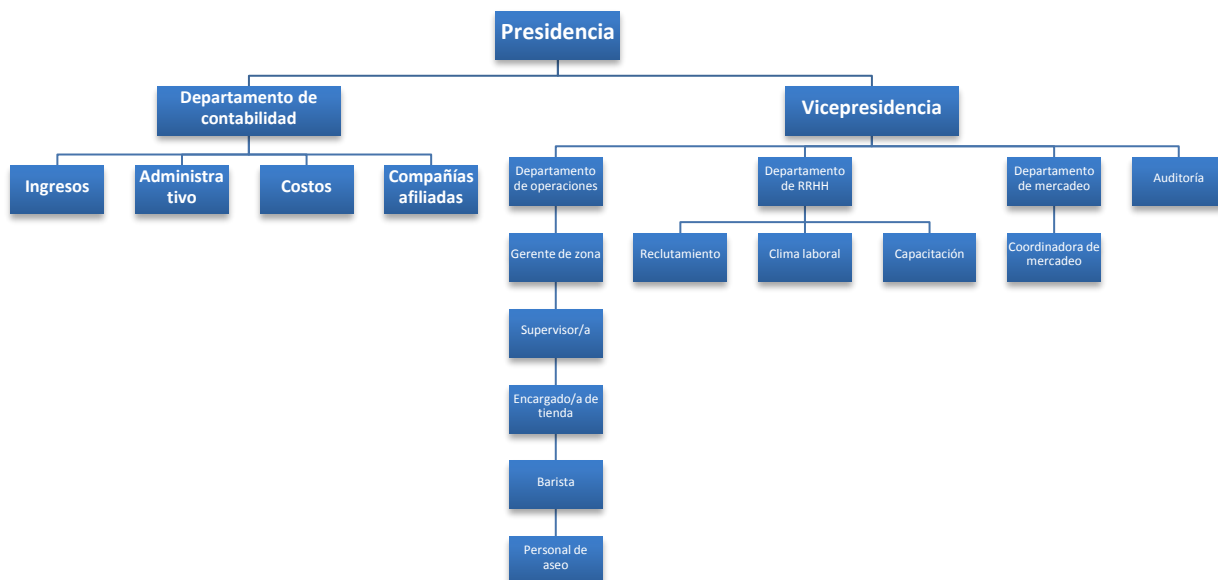 Presidencia
Departamento de
contabilidad
Vicepresidencia
Ingresos
Administra
tivo
Costos
Compañías
afiliadas
Departamento
de operaciones
Departamento
de RRHH
Departamento
de mercadeo
Auditoría
Gerente de zona
Reclutamiento
Clima laboral
Capacitación
Coordinadora de
mercadeo
Supervisor/a
Encargado/a de
tienda
Barista
Personal de
aseo